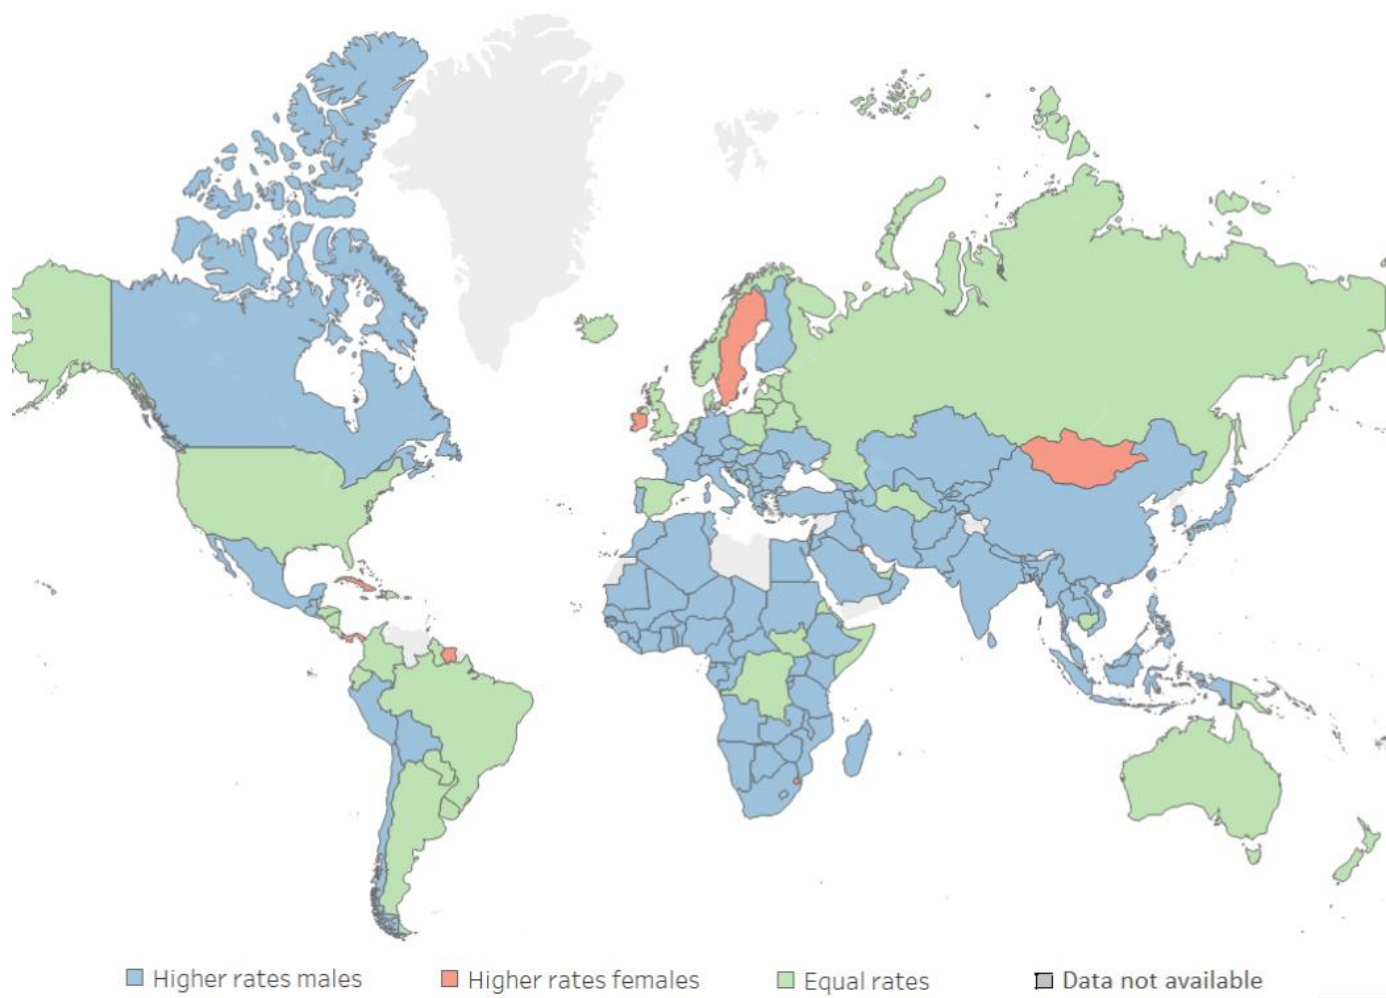 Higher rates males
Higher rates females
Equal rates
Data not available